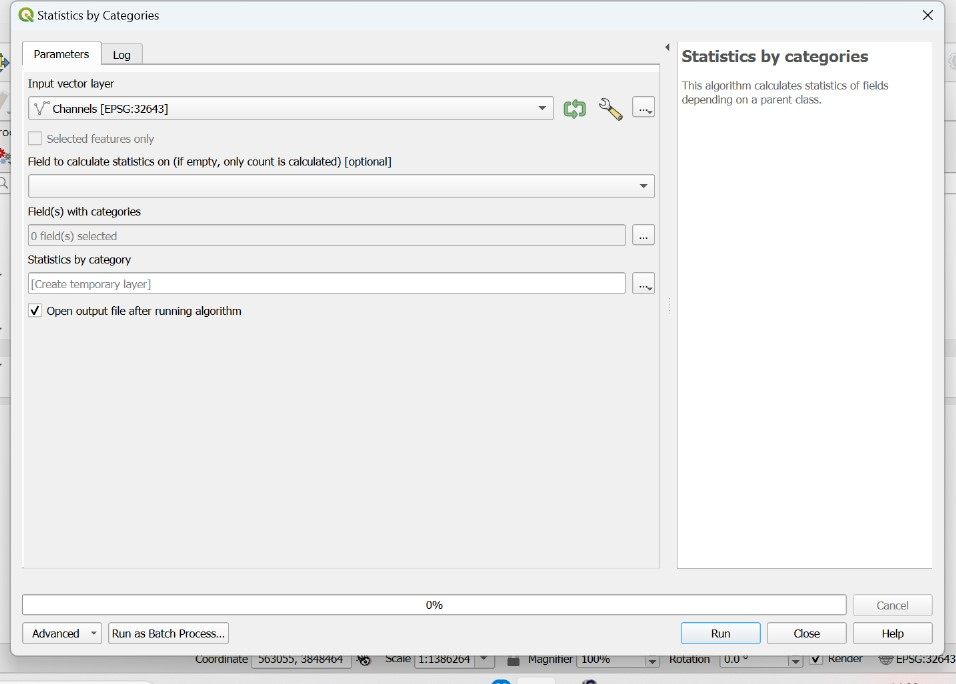 Statistics by Categories
Parameters
Log
Input vector layer
Channels [EPSG:32643]
...
Selected features only
Field to calculate statistics on (if empty, only count is calculated) [optional]
Field(s) with categories
0 field(s) selected
...
Statistics by category
[Create temporary layer]
...
Open output file after running algorithm
Statistics by categories
This algorithm calculates statistics of fields
depending on a parent class.
0%
Cancel
Advanced
Run as Batch Process...
Run
Close
Help
Coordinate 563055, 3848464 Scale 1:1386264 Magnifier 100% Rotation 0.0 ° Render EPSG:32643